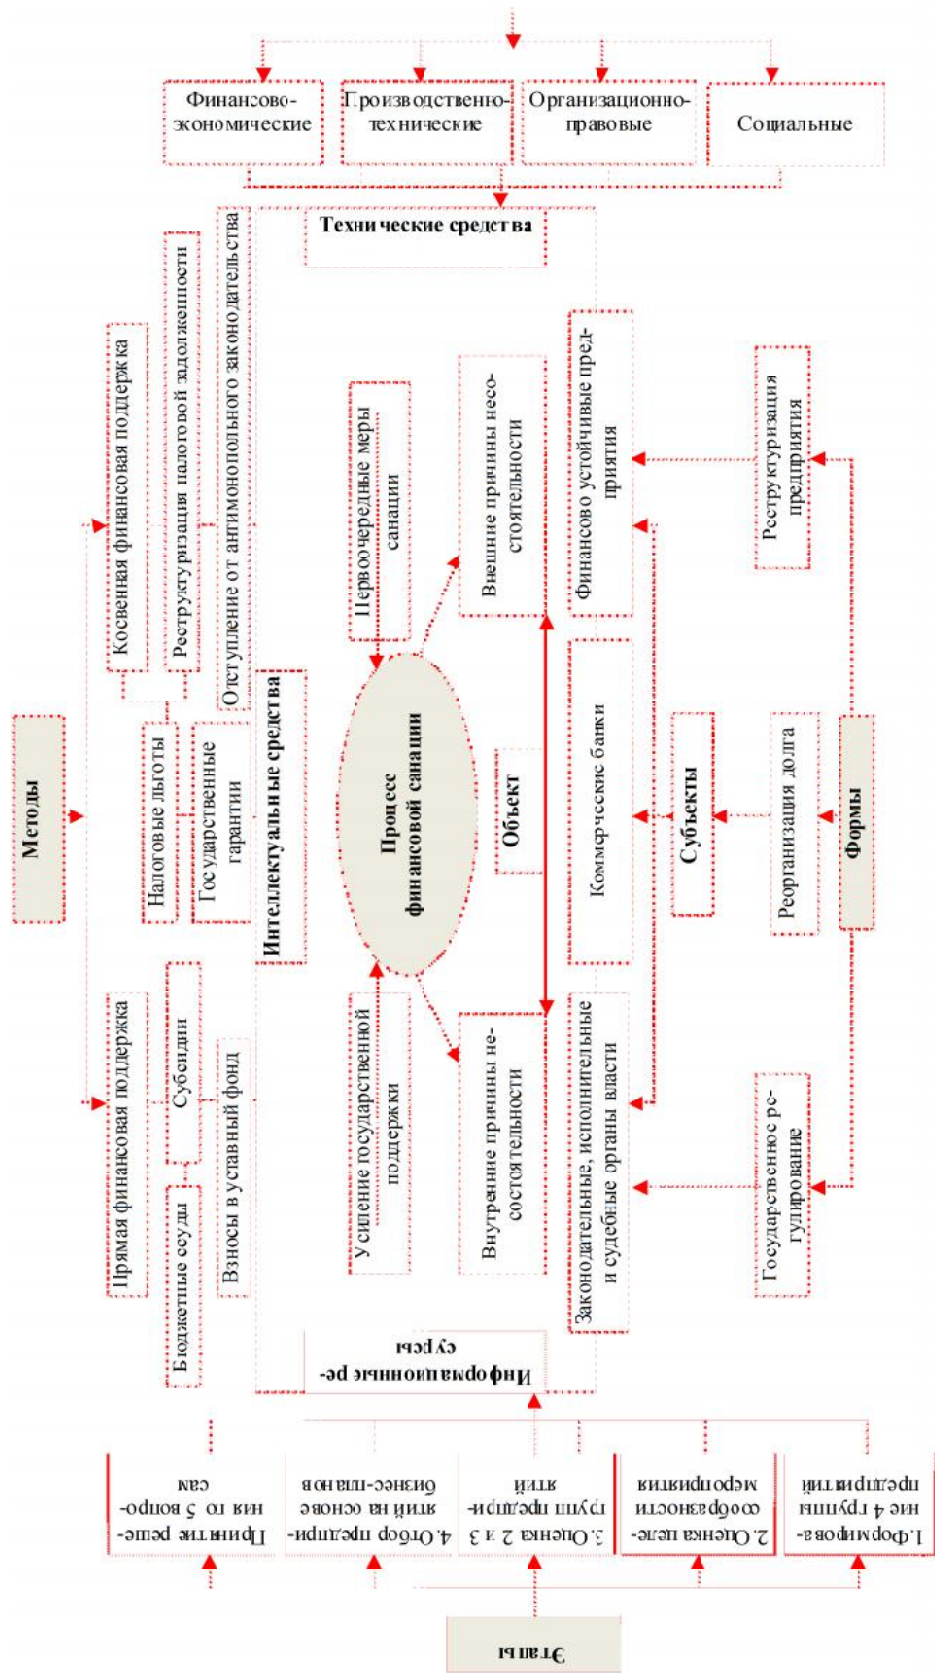 Финансово-
экономические
Производственно-
технические
Организационно-
правовые
Социальные
Технические средства
Методы
Косвенная финансовая поддержка
Реструктуризация налоговой задолженности
Отступление от антимонопольного законодательства
Налоговые льготы
Государственные
гарантии
Прямая финансовая поддержка
Субсидии
Бюджетные ссуды
Взносы в уставный фонд
Интеллектуальные средства
Первоочередные меры
санации
Процесс
финансовой санации
Усиление государственной
поддержки
Внешние причины несо-
стоятельности
Объект
Внутренние причины не-
состоятельности
Финансово устойчивые пред-
приятия
Коммерческие банки
Законодательные, исполнительные
и судебные органы власти
Субъекты
Реструктуризация
предприятия
Реорганизация долга
Государственное ре-
гулирование
Формы
Информационные ре-
сурсы
Принятие реше-
ния по 5 вопро-
сам
4. Отбор предпри-
ятий на основе
бизнес-планов
3. Оценка 2 и 3
групп предпри-
ятий
2. Оценка целе-
сообразности
мероприятия
1. Формирова-
ние 4 группы
предприятий
Этапы